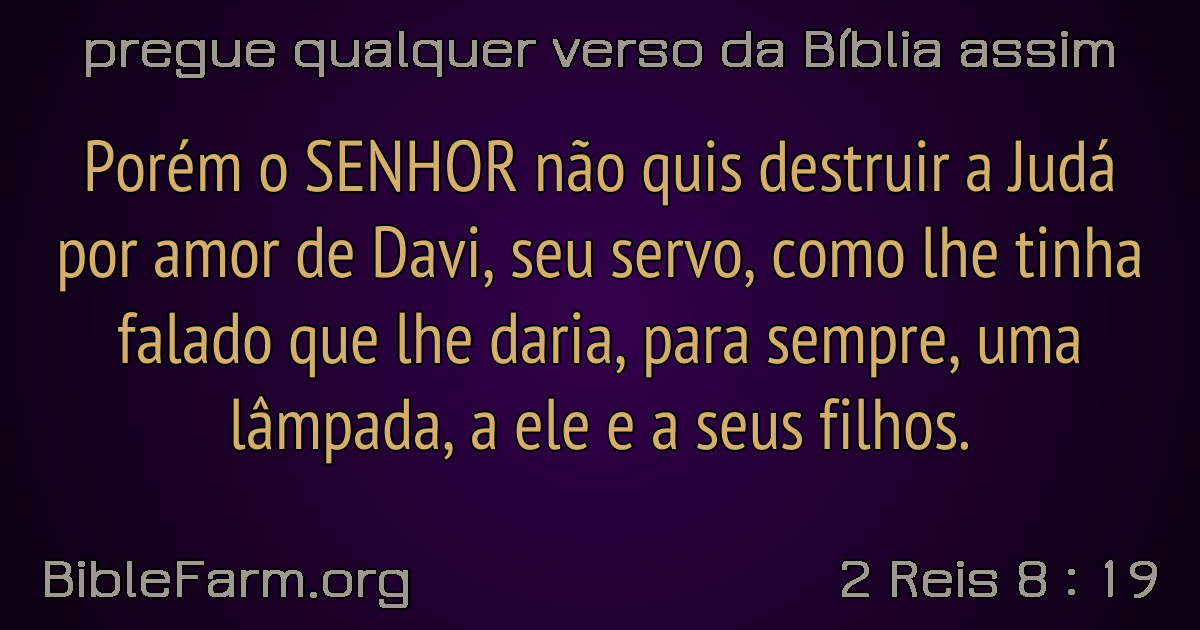 pregue qualquer verso da Bíblia assim
Porém o SENHOR não quis destruir a Judá
por amor de Davi, seu servo, como lhe tinha
falado que lhe daria, para sempre, uma
lâmpada, a ele e a seus filhos.
BibleFarm.org
2 Reis 8 : 19